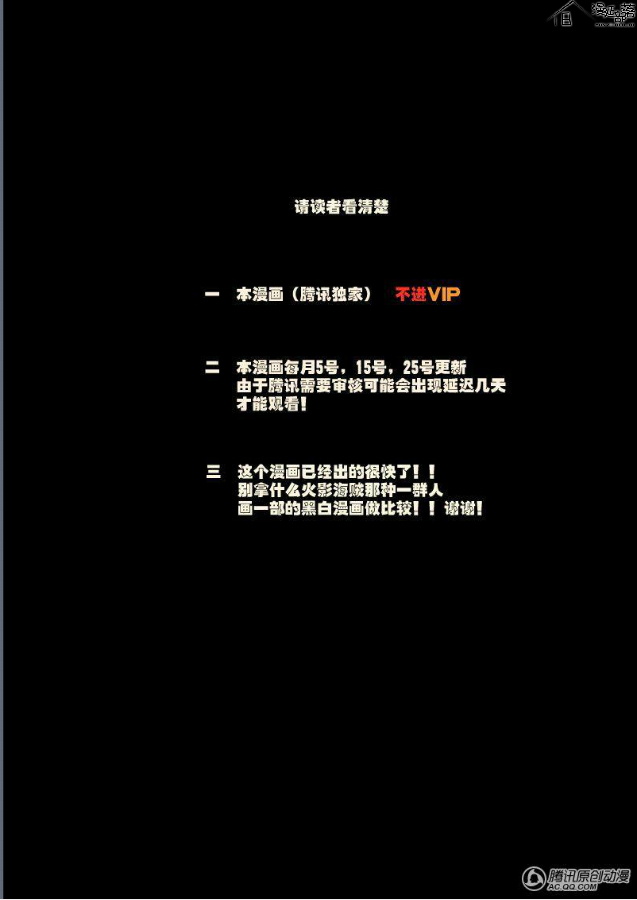 请读者看清楚
一 本漫画（腾讯独家） 不进VIP
二 本漫画每月5号，15号，25号更新
由于腾讯需要审核可能会出现延迟几天
才能观看！
三 这个漫画已经出的很快了！！
别拿什么火影海贼那种一群人
画一部的黑白漫画做比较！！谢谢！
腾讯原创动漫
AC.QQ.COM